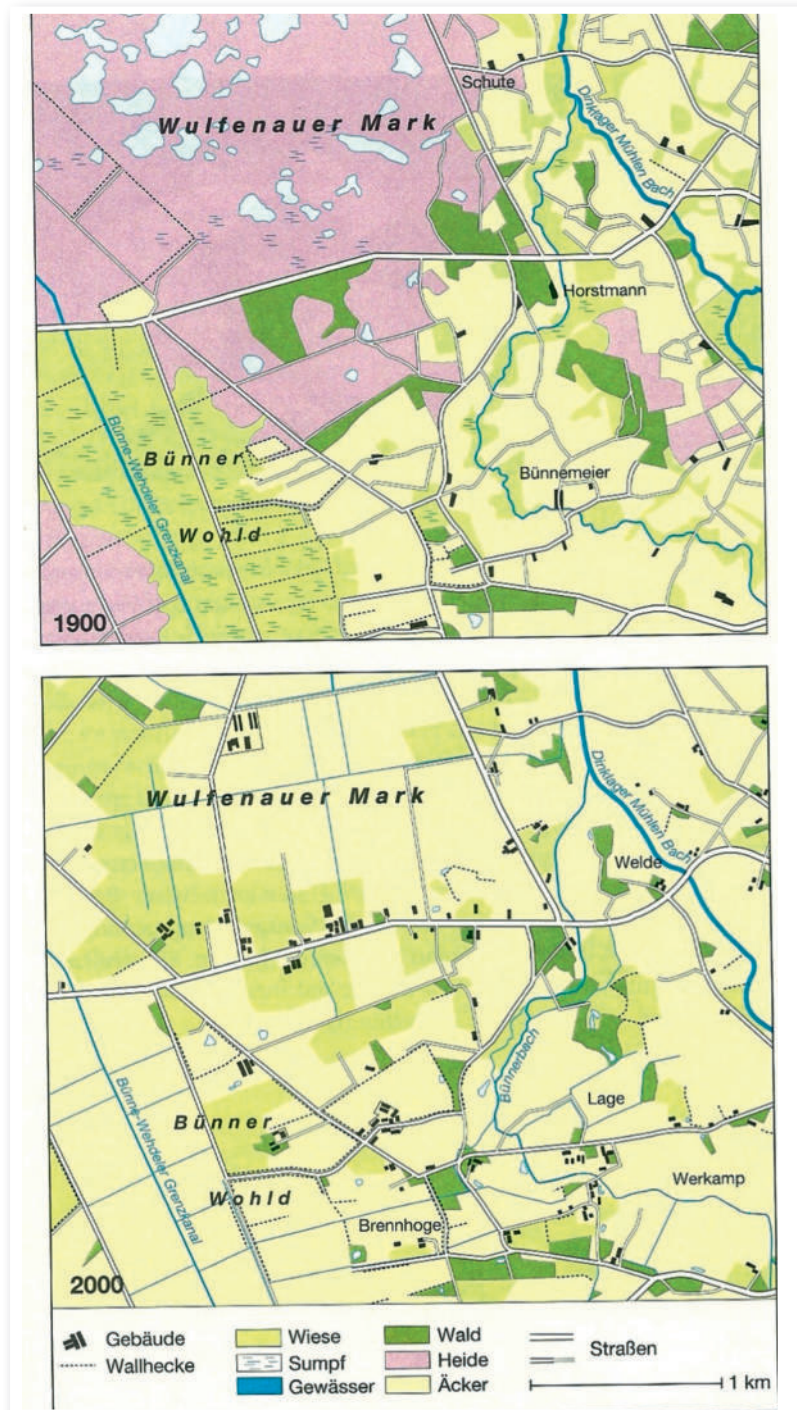 Schute
Wulfenauer Mark
Dinklager Mühlen Bach
Horstmann
Bünner
Bünnemeier
Wohld
Bünne-Wehdeler Grenzkanal
1900
Wulfenauer Mark
Dinklager Mühlen Bach
Welde
Bünnerbach
Bünne-Wehdeler Grenzkanal
Lage
Bünner
Werkamp
Wohld
Brennhoge
2000
Gebäude
Wallhecke
Wiese
Sumpf
Gewässer
Wald
Heide
Äcker
Straßen
1 km